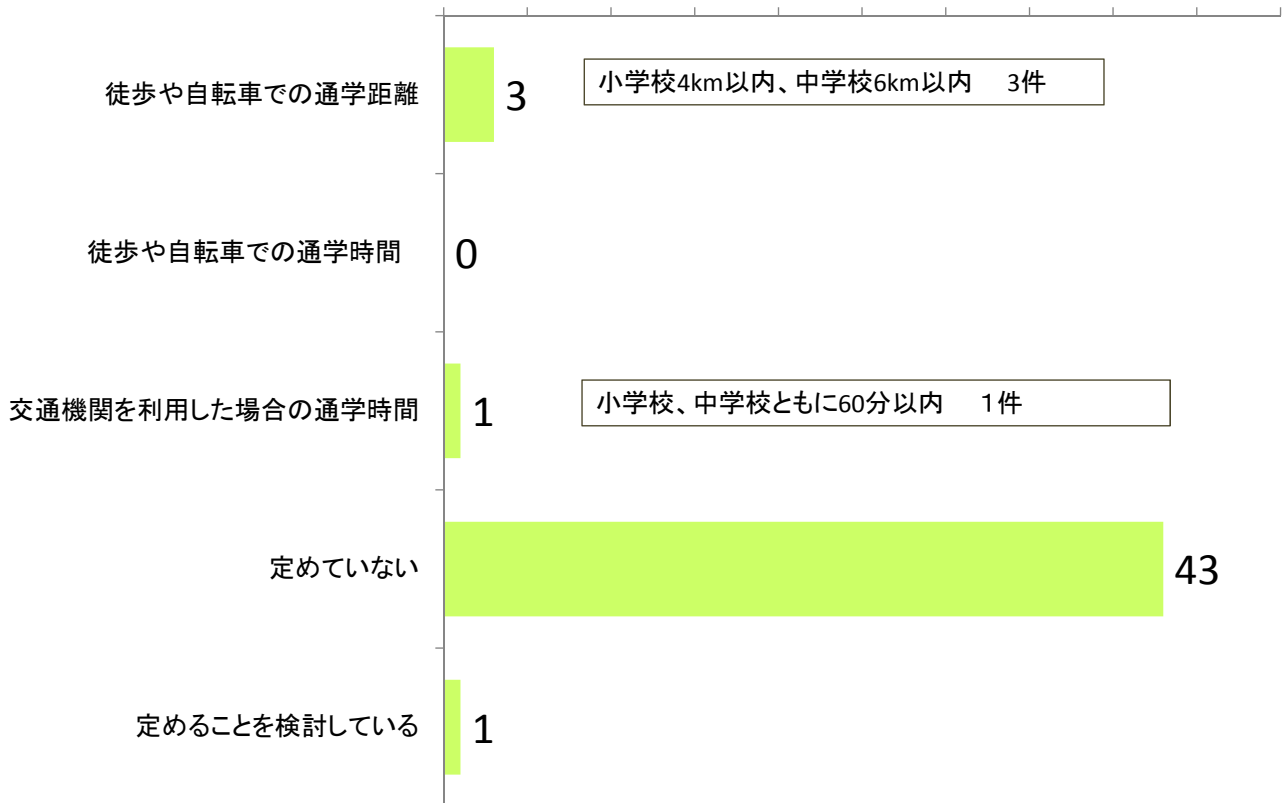 徒歩や自転車での通学距離
3
小学校4km以内、中学校6km以内　3件
徒歩や自転車での通学時間
0
交通機関を利用した場合の通学時間
1
小学校、中学校ともに60分以内　１件
定めていない
43
定めることを検討している
1